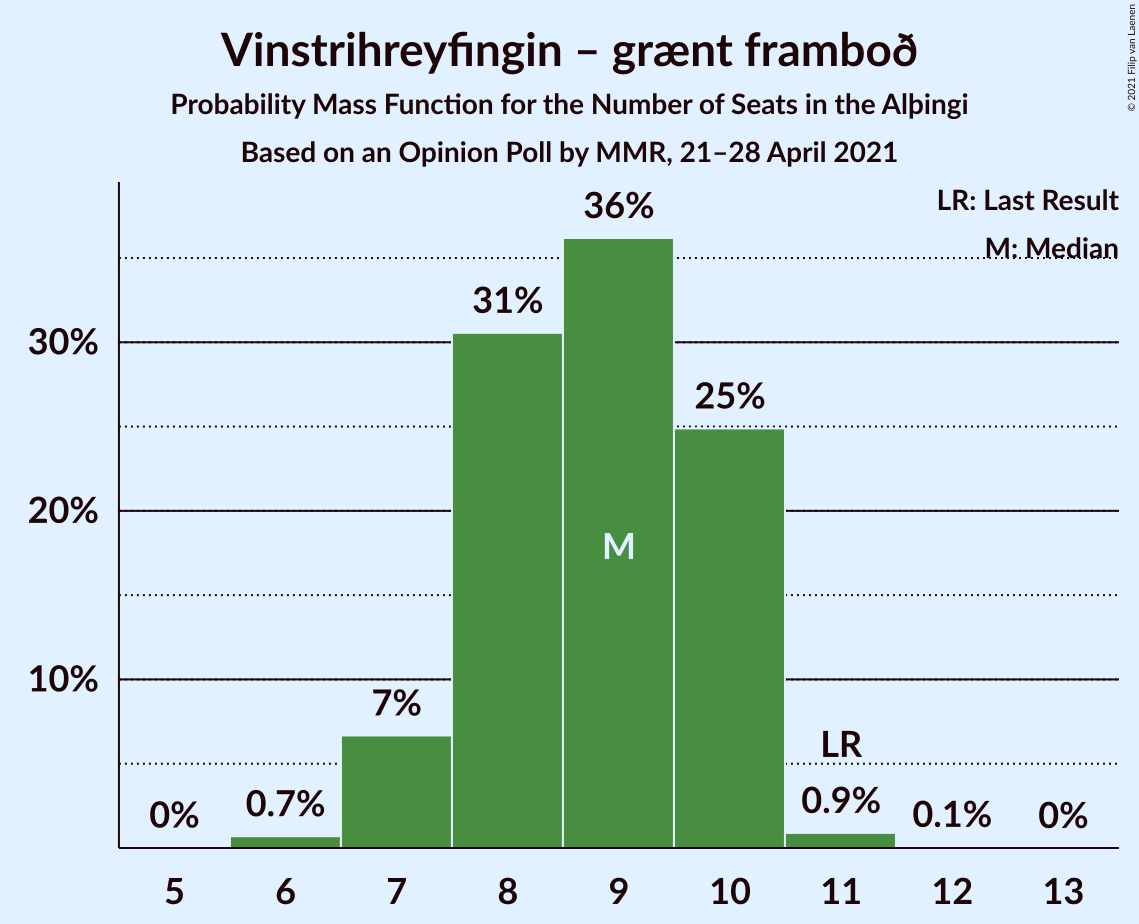 Vinstrihreyfingin – grænt framboð
Probability Mass Function for the Number of Seats in the Alþingi
Based on an Opinion Poll by MMR, 21–28 April 2021
© 2021 Filip van Laenen
LR: Last Result
M: Median
36%
31%
30%
25%
20%
M
10%
7%
LR
0%
0.7%
0.9%
0.1%
0%
5 6 7 8 9 10 11 12 13